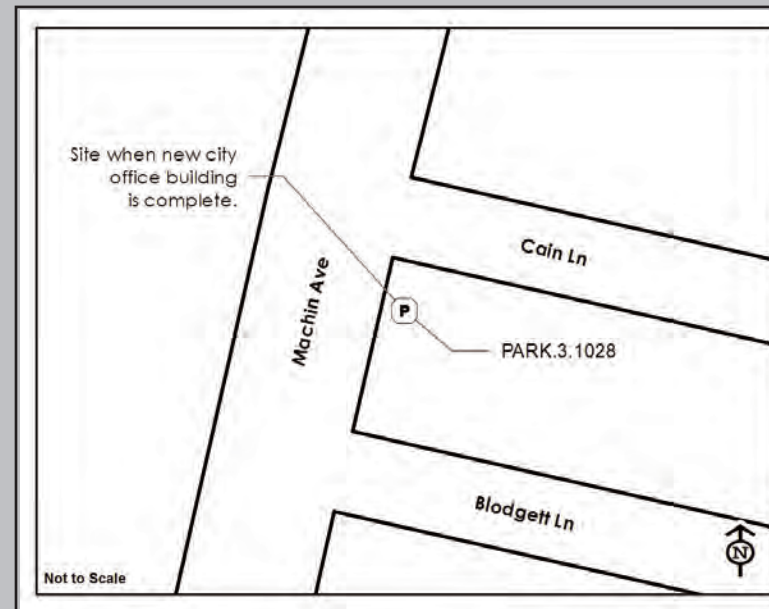 Site when new city
office building
is complete.
Cain Ln
Machin Ave
P
PARK.3.1028
Blodgett Ln
N
Not to Scale